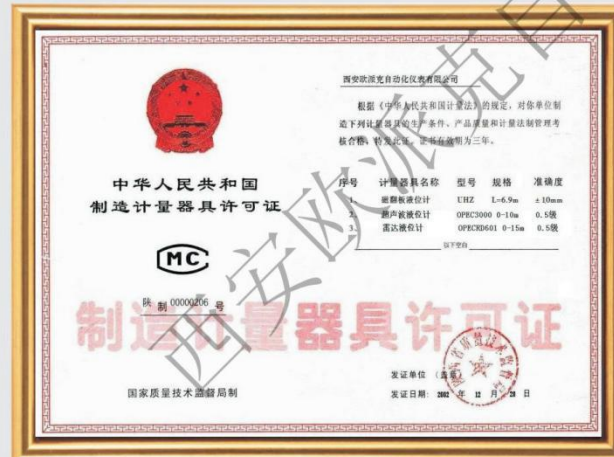 中华人民共和国
制造计量器具许可证
MC
陕 制 00000206 号
国家质量技术监督局制
西安欧派克自动化仪表有限公司
根据《中华人民共和国计量法》的规定，对你单位制
造下列计量器具的生产条件、产品质量和计量法制管理考
核合格，特发此证。证书有效期为三年。
序号 计量器具名称 型号 规格 准确度
1. 磁翻板液位计 UHZ L=6.9m ±10mm
2. 超声波液位计 OPEC3000 0-10m 0.5级
3. 雷达液位计 OPECRD601 0-15m 0.5级
以下空白
制造计量器具许可证
发证单位（盖章）
发证日期： 2002 年 12 月 28 日
西安欧派克自